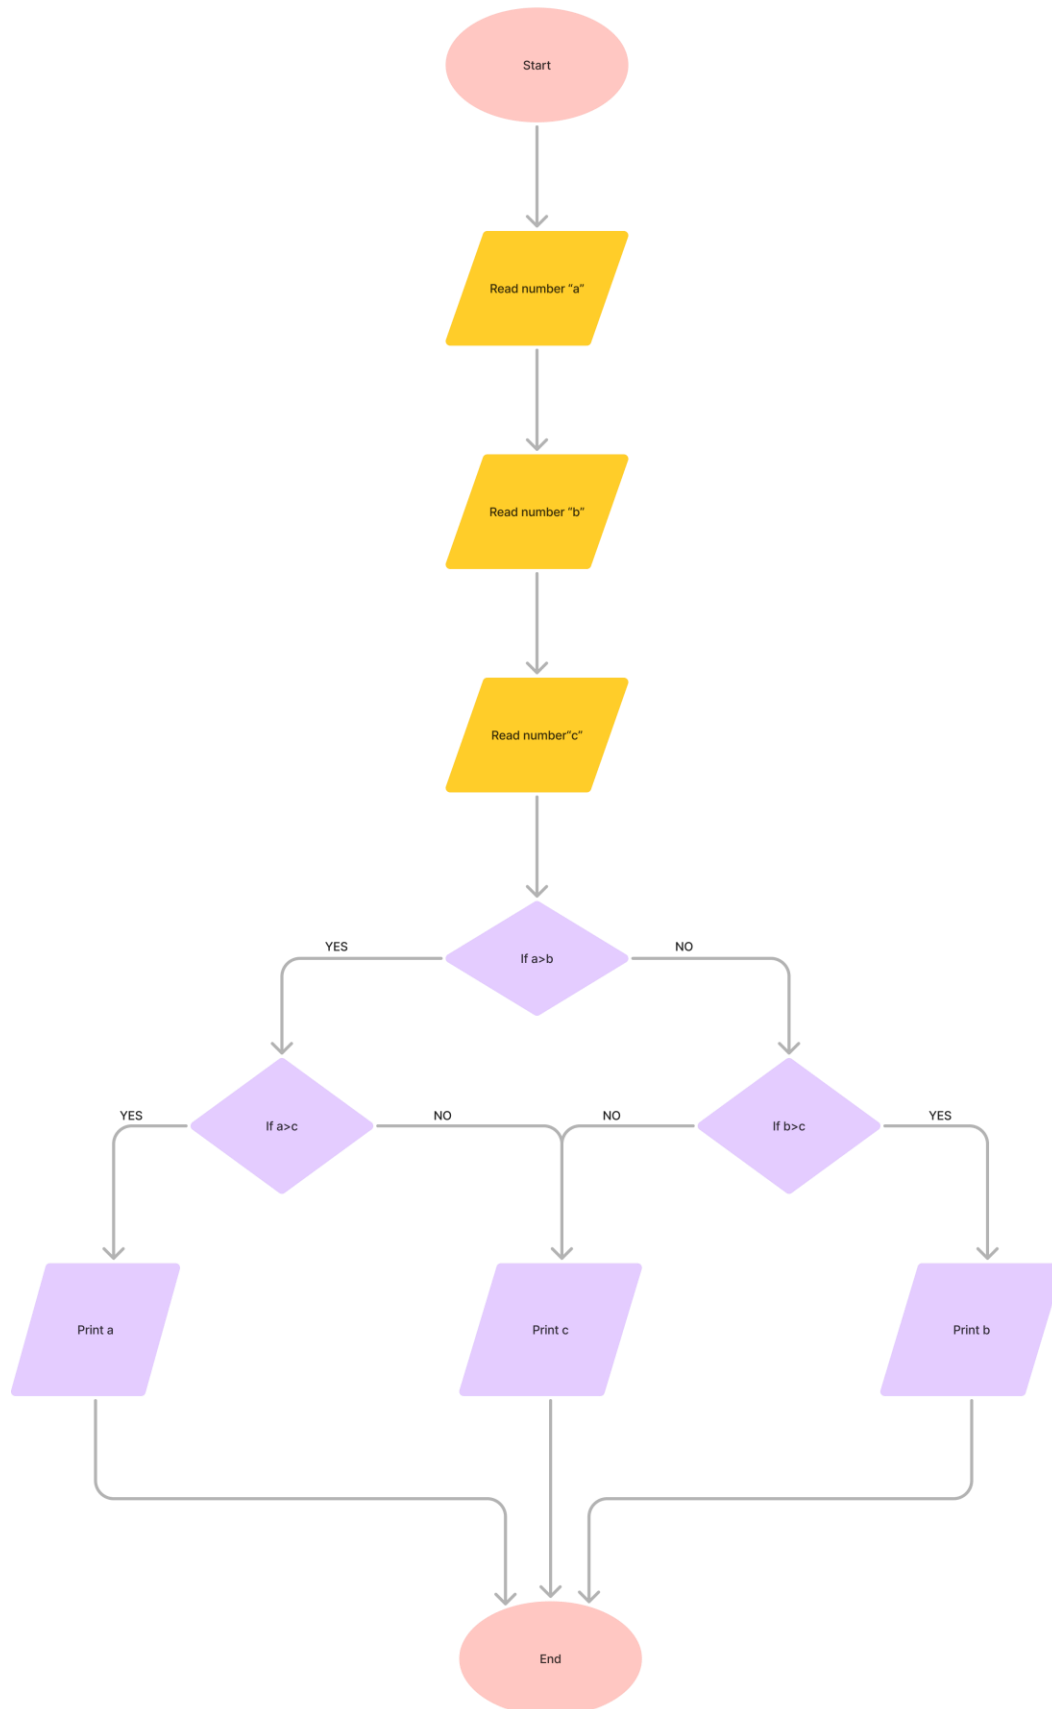 Start
Read number “a”
Read number “b”
Read number“c”
If a>b
YES
NO
If a>c
If b>c
YES
NO
NO
YES
Print a
Print c
Print b
End